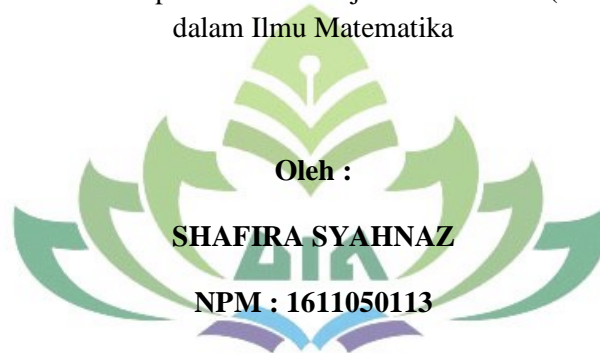 dalam Ilmu Matematika
Oleh :
SHAFIRA SYAHNAZ
NPM : 1611050113